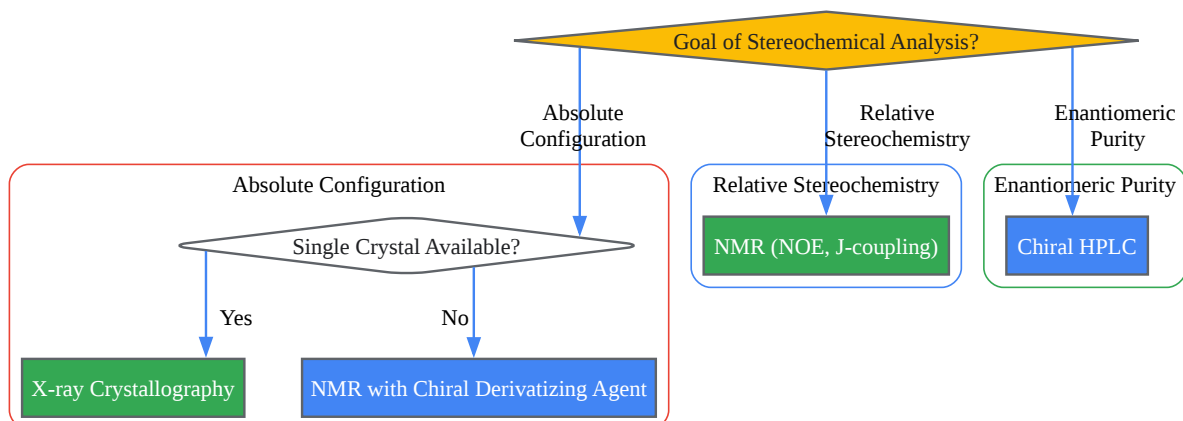 Goal of Stereochemical Analysis?
Absolute
Configuration
Relative
Stereochemistry
Enantiomeric
Purity
Absolute Configuration
Relative Stereochemistry
Enantiomeric Purity
Single Crystal Available?
NMR (NOE, J-coupling)
Chiral HPLC
Yes
No
X-ray Crystallography
NMR with Chiral Derivatizing Agent